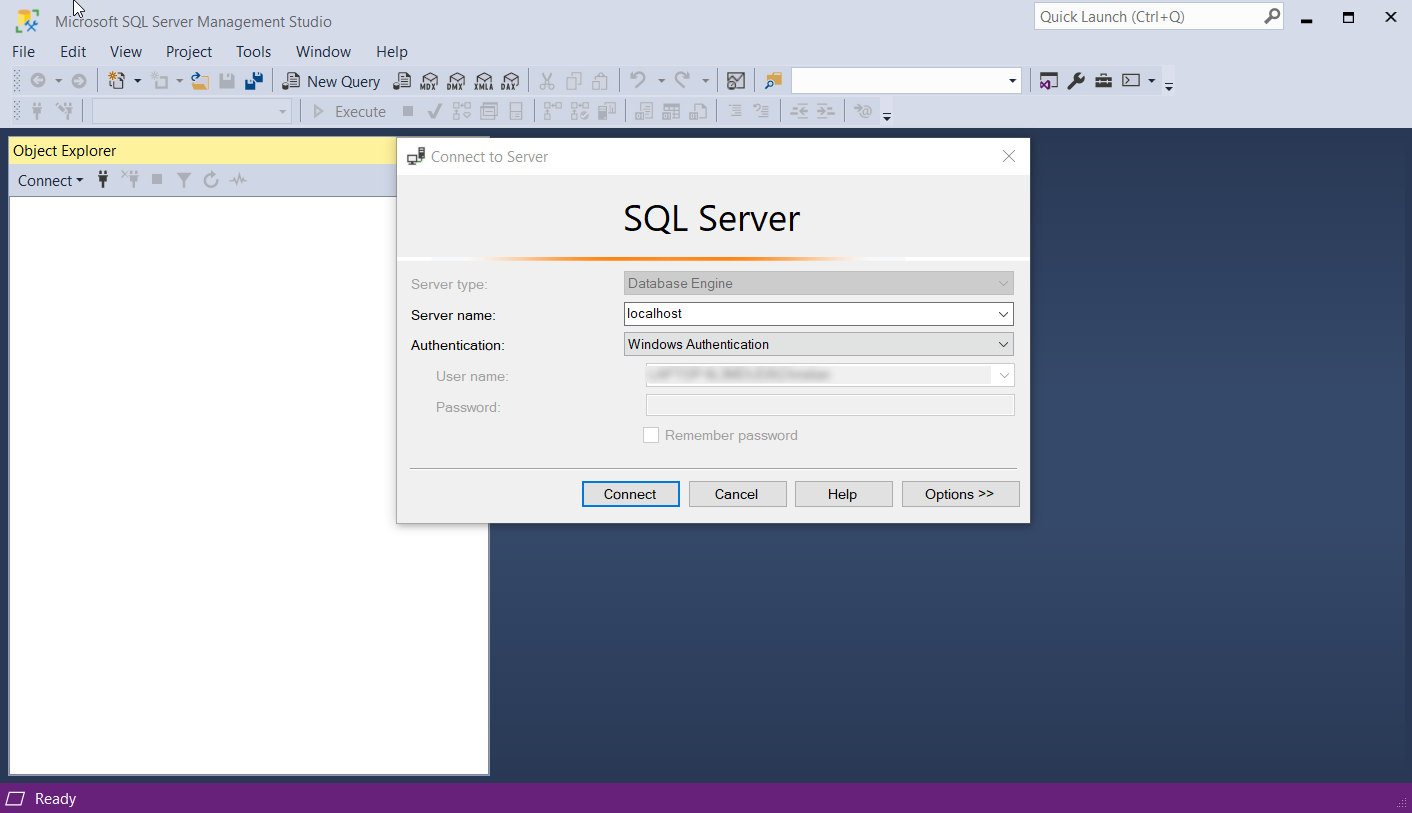 Microsoft SQL Server Management Studio
Quick Launch (Ctrl+Q)
File Edit View Project Tools Window Help
New Query MDX DMX XMLA DAX
Execute
Object Explorer
Connect
Connect to Server
SQL Server
Server type: Database Engine
Server name: localhost
Authentication: Windows Authentication
User name:
Password:
Remember password
Connect Cancel Help Options >>
Ready